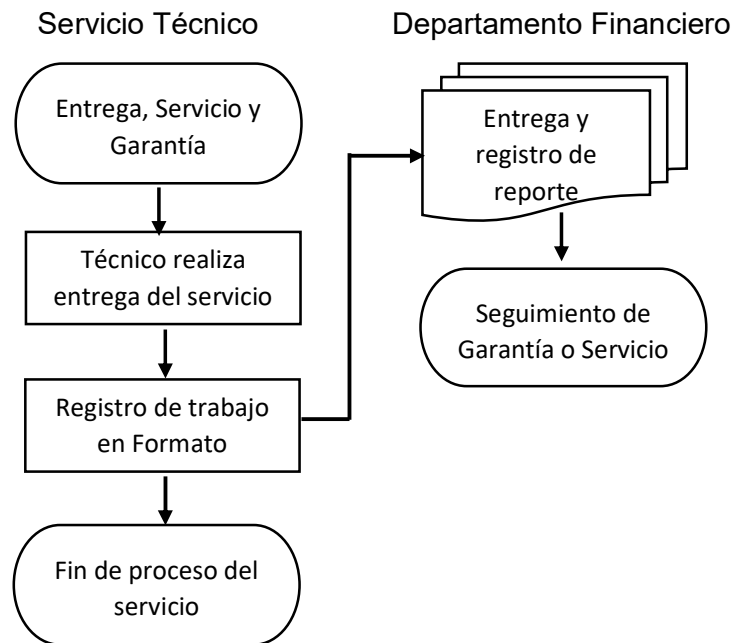 Servicio Técnico
Departamento Financiero
Entrega, Servicio y
Garantía
Técnico realiza
entrega del servicio
Registro de trabajo
en Formato
Fin de proceso del
servicio
Entrega y
registro de
reporte
Seguimiento de
Garantía o Servicio